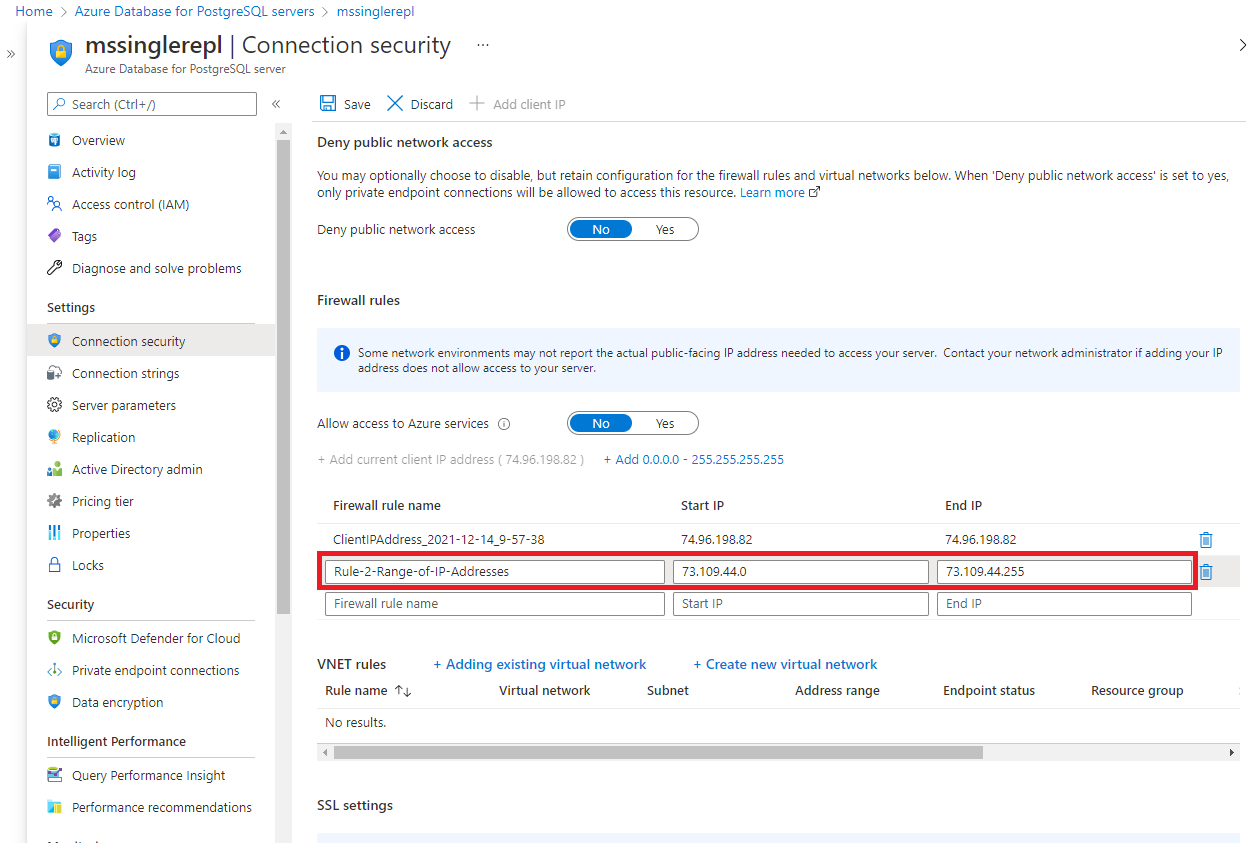 Home > Azure Database for PostgreSQL servers > mssinglerepl
»
mssinglerepl | Connection security ...
Azure Database for PostgreSQL server
Search (Ctrl+/)
«
Overview
Activity log
Access control (IAM)
Tags
Diagnose and solve problems
Settings
Connection security
Connection strings
Server parameters
Replication
Active Directory admin
Pricing tier
Properties
Locks
Security
Microsoft Defender for Cloud
Private endpoint connections
Data encryption
Intelligent Performance
Query Performance Insight
Performance recommendations
Save Discard Add client IP
Deny public network access
You may optionally choose to disable, but retain configuration for the firewall rules and virtual networks below. When 'Deny public network access' is set to yes,
only private endpoint connections will be allowed to access this resource. Learn more
Deny public network access No Yes
Firewall rules
Some network environments may not report the actual public-facing IP address needed to access your server. Contact your network administrator if adding your IP
address does not allow access to your server.
Allow access to Azure services No Yes
+ Add current client IP address ( 74.96.198.82 ) + Add 0.0.0.0 - 255.255.255.255
Firewall rule name Start IP End IP
ClientIPAddress_2021-12-14_9-57-38 74.96.198.82 74.96.198.82
Rule-2-Range-of-IP-Addresses 73.109.44.0 73.109.44.255
Firewall rule name Start IP End IP
VNET rules + Adding existing virtual network + Create new virtual network
Rule name Virtual network Subnet Address range Endpoint status Resource group
No results.
SSL settings